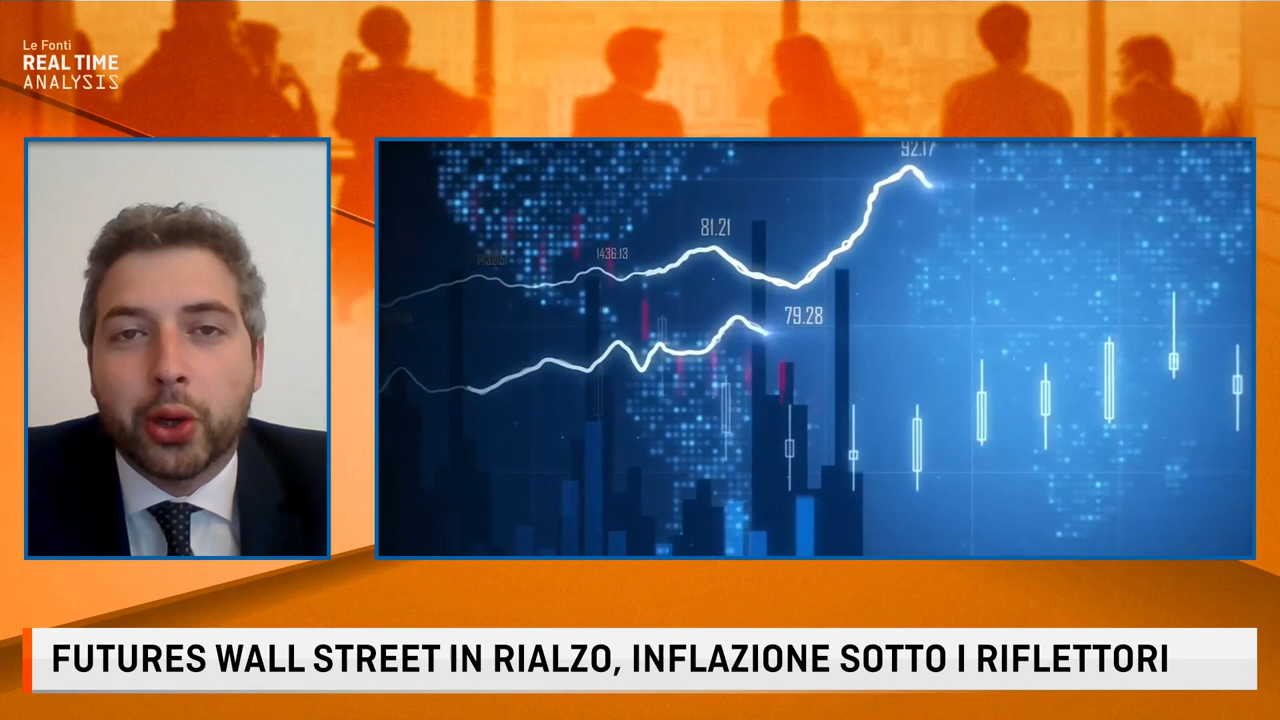 Le Fonti
REAL TIME
ANALYSIS
92.17
81.21
1436.13
79.28
FUTURES WALL STREET IN RIALZO, INFLAZIONE SOTTO I RIFLETTORI